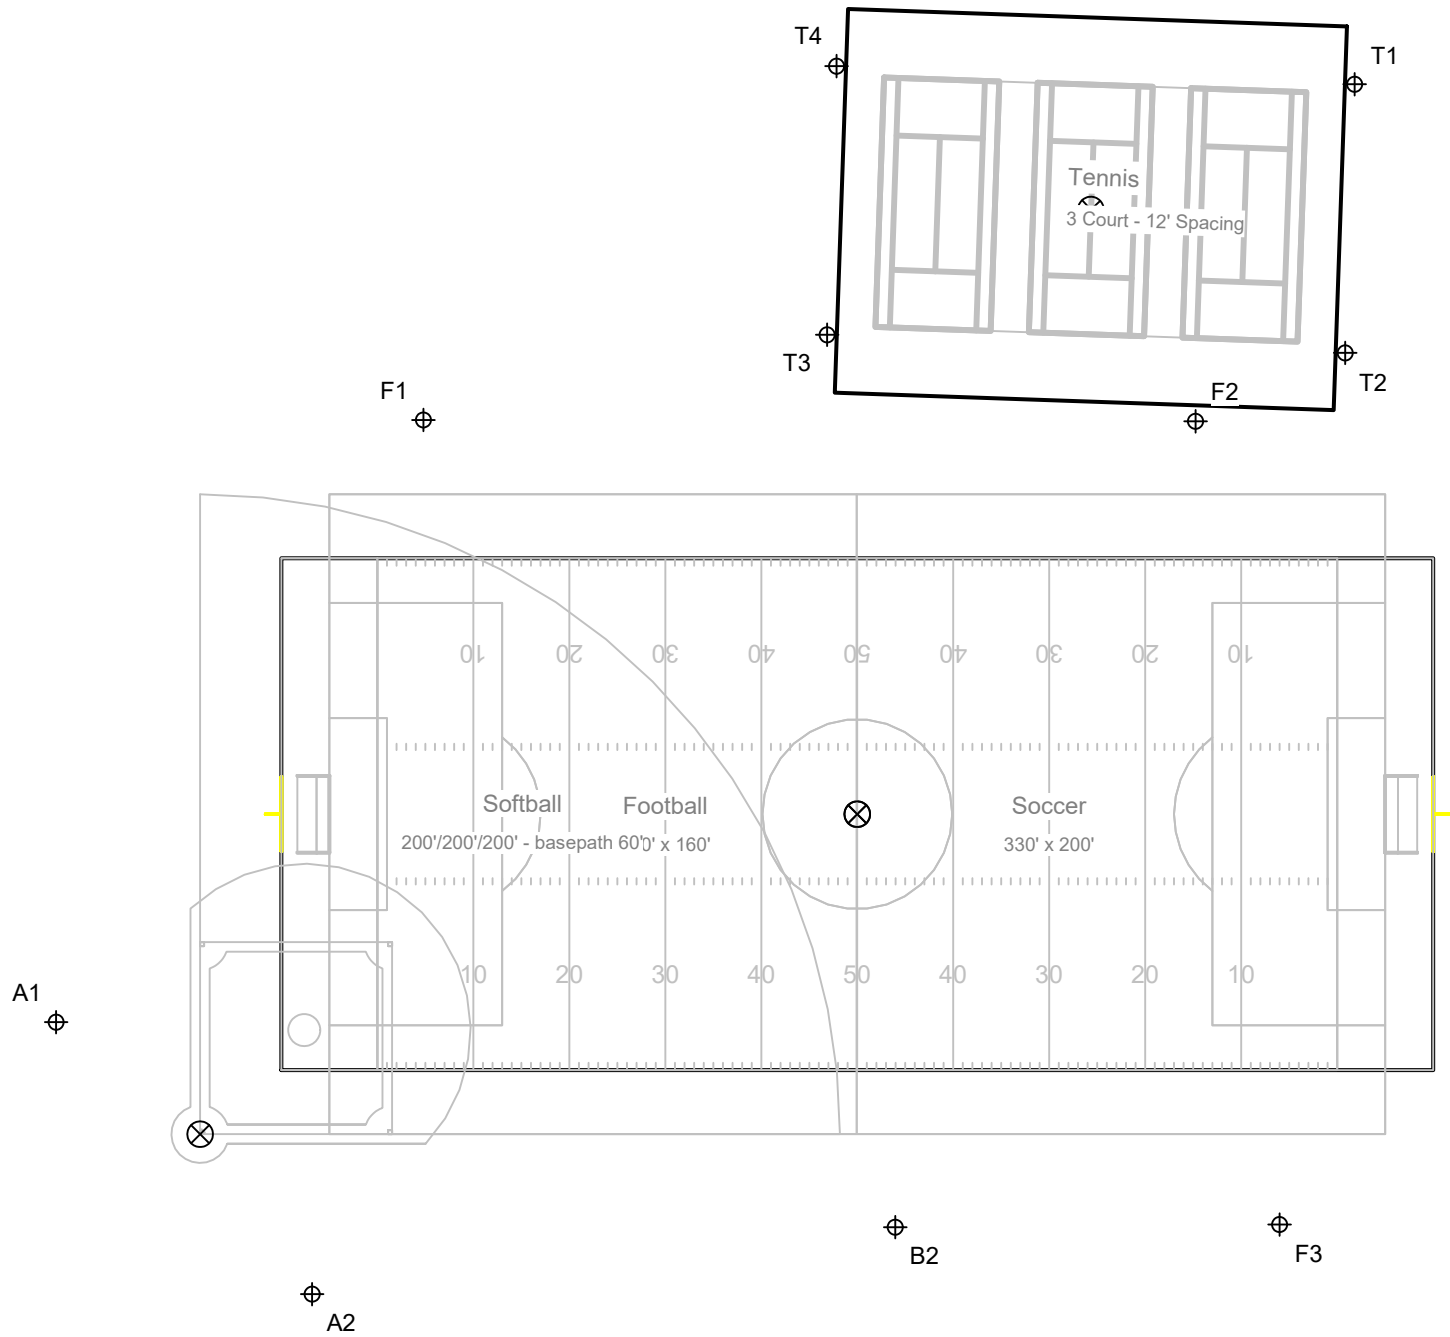 T4
T1
Tennis
3 Court - 12' Spacing
T3
T2
F1
F2
10 20 30 40 50 40 30 20 10
Softball
Football
Soccer
200'/200'/200' - basepath 60'
0' x 160'
330' x 200'
10 20 30 40 50 40 30 20 10
A1
B2
F3
A2